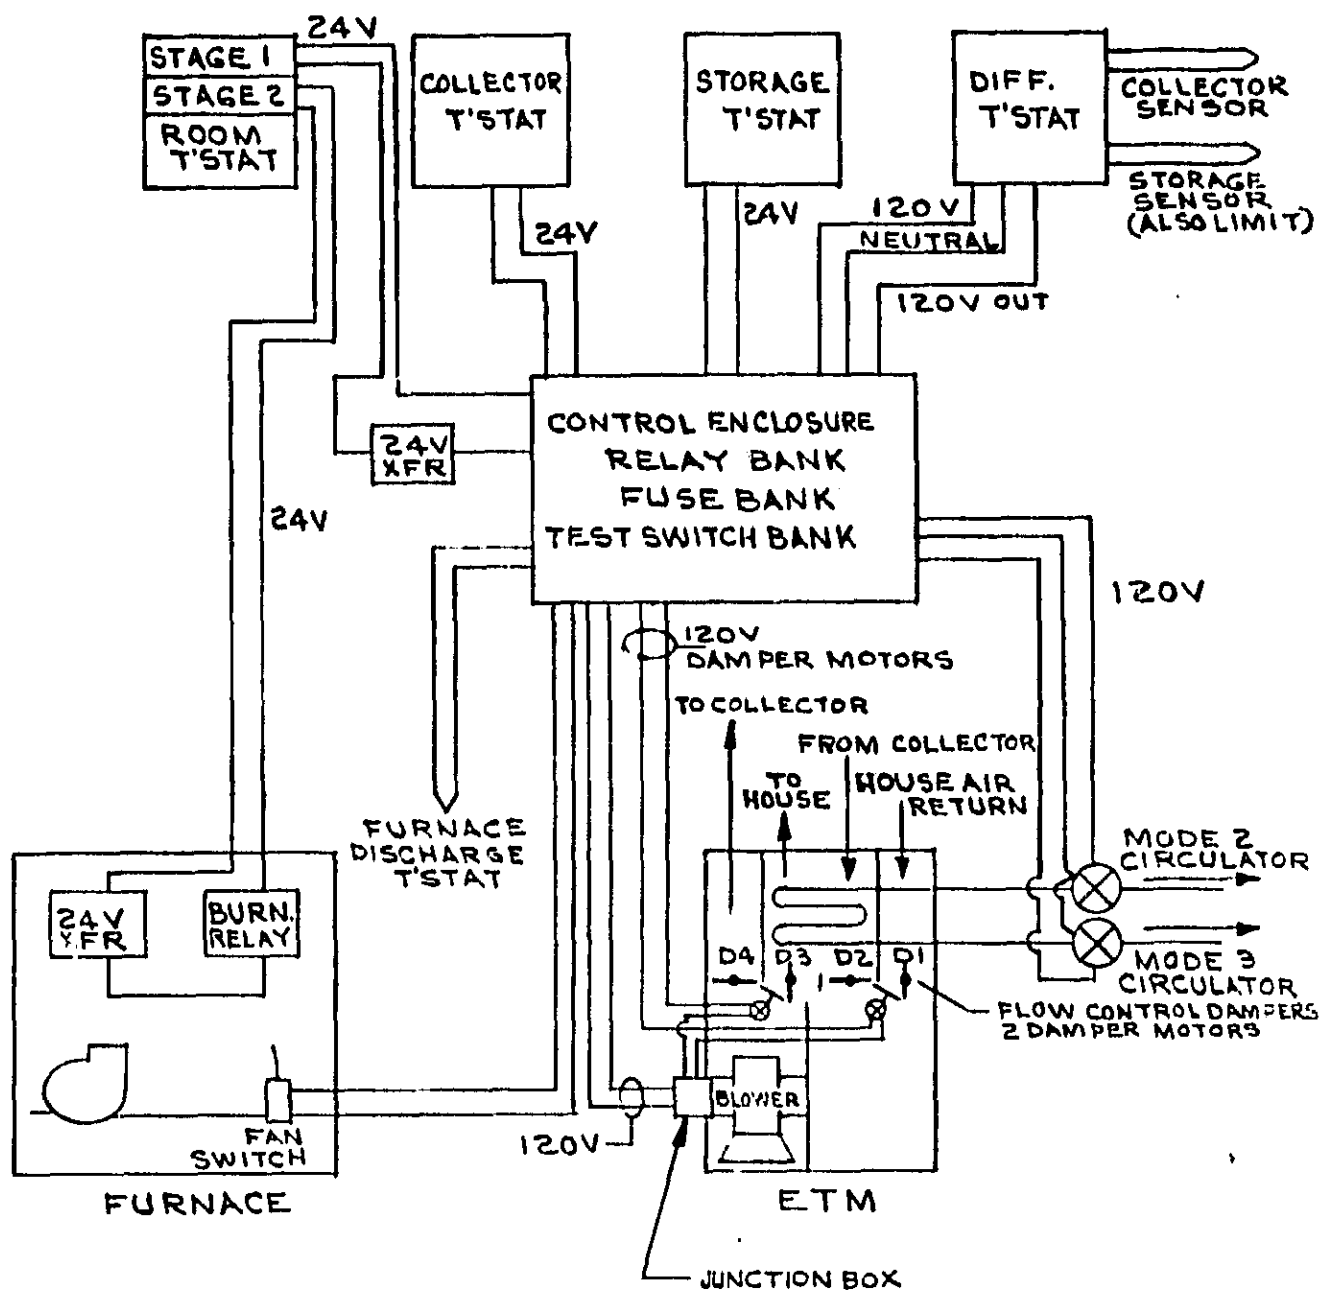 24V
STAGE 1
STAGE 2
ROOM
T'STAT
COLLECTOR
T'STAT
STORAGE
T'STAT
DIFF.
T'STAT
COLLECTOR
SENSOR
STORAGE
SENSOR
(ALSO LIMIT)
24V
24V
120V
NEUTRAL
120V OUT
24V
XFR
CONTROL ENCLOSURE
RELAY BANK
FUSE BANK
TEST SWITCH BANK
24V
120V
120V
DAMPER MOTORS
TO COLLECTOR
FROM COLLECTOR
TO
HOUSE
HOUSE AIR
RETURN
FURNACE
DISCHARGE
T'STAT
MODE 2
CIRCULATOR
24V
XFR
BURN.
RELAY
D4
D3
D2
D1
MODE 3
CIRCULATOR
FLOW CONTROL DAMPERS
2 DAMPER MOTORS
BLOWER
120V
FAN
SWITCH
FURNACE
ETM
JUNCTION BOX